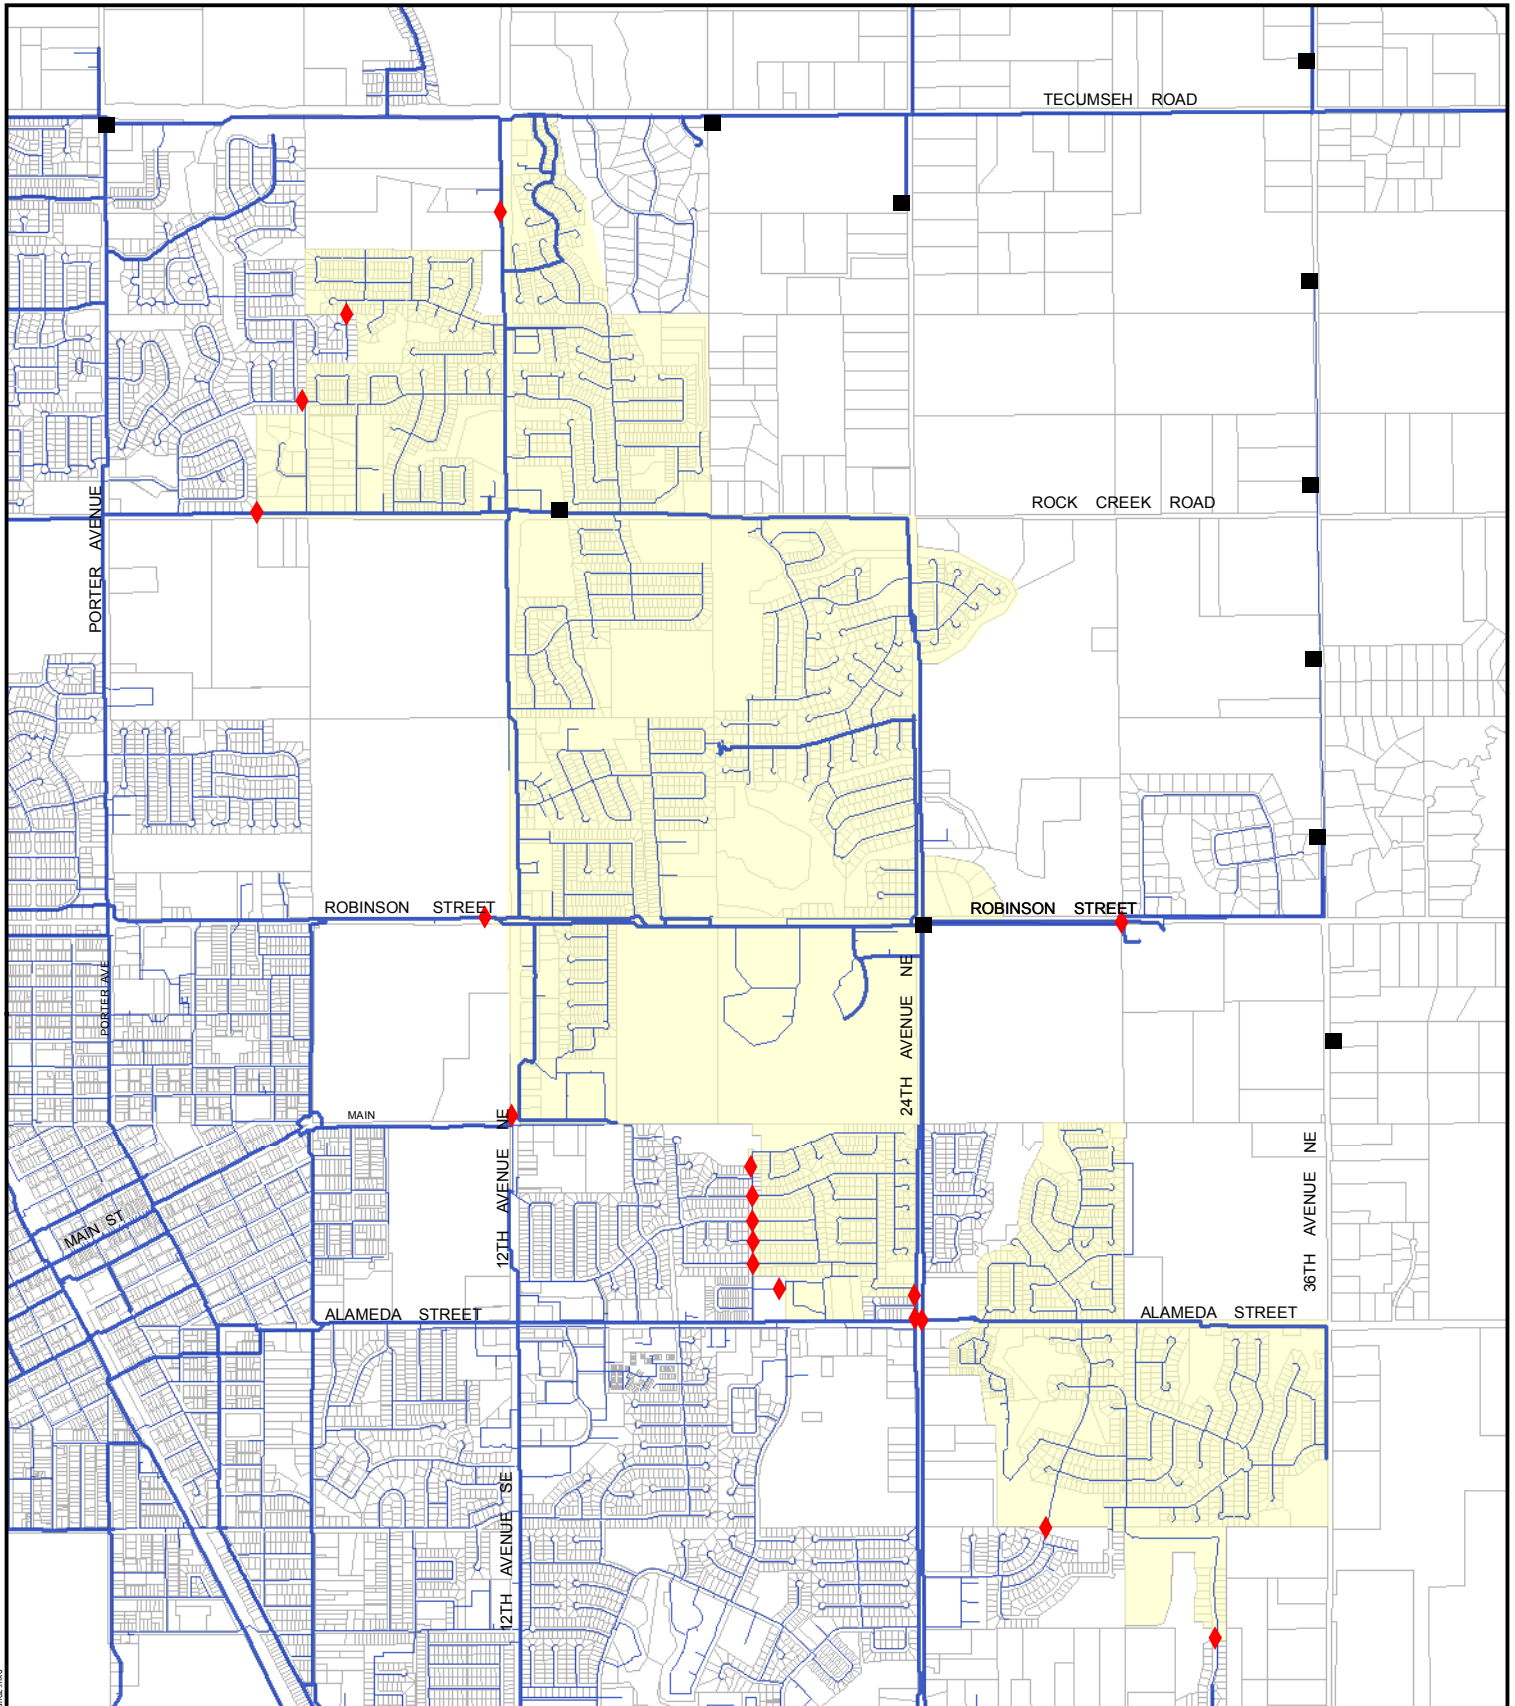 TECUMSEH ROAD
ROCK CREEK ROAD
PORTER AVENUE
ROBINSON STREET
ROBINSON STREET
PORTER AVE
24TH AVENUE NE
MAIN
12TH AVENUE NE
36TH AVENUE NE
MAIN ST
ALAMEDA STREET
ALAMEDA STREET
12TH AVENUE SE